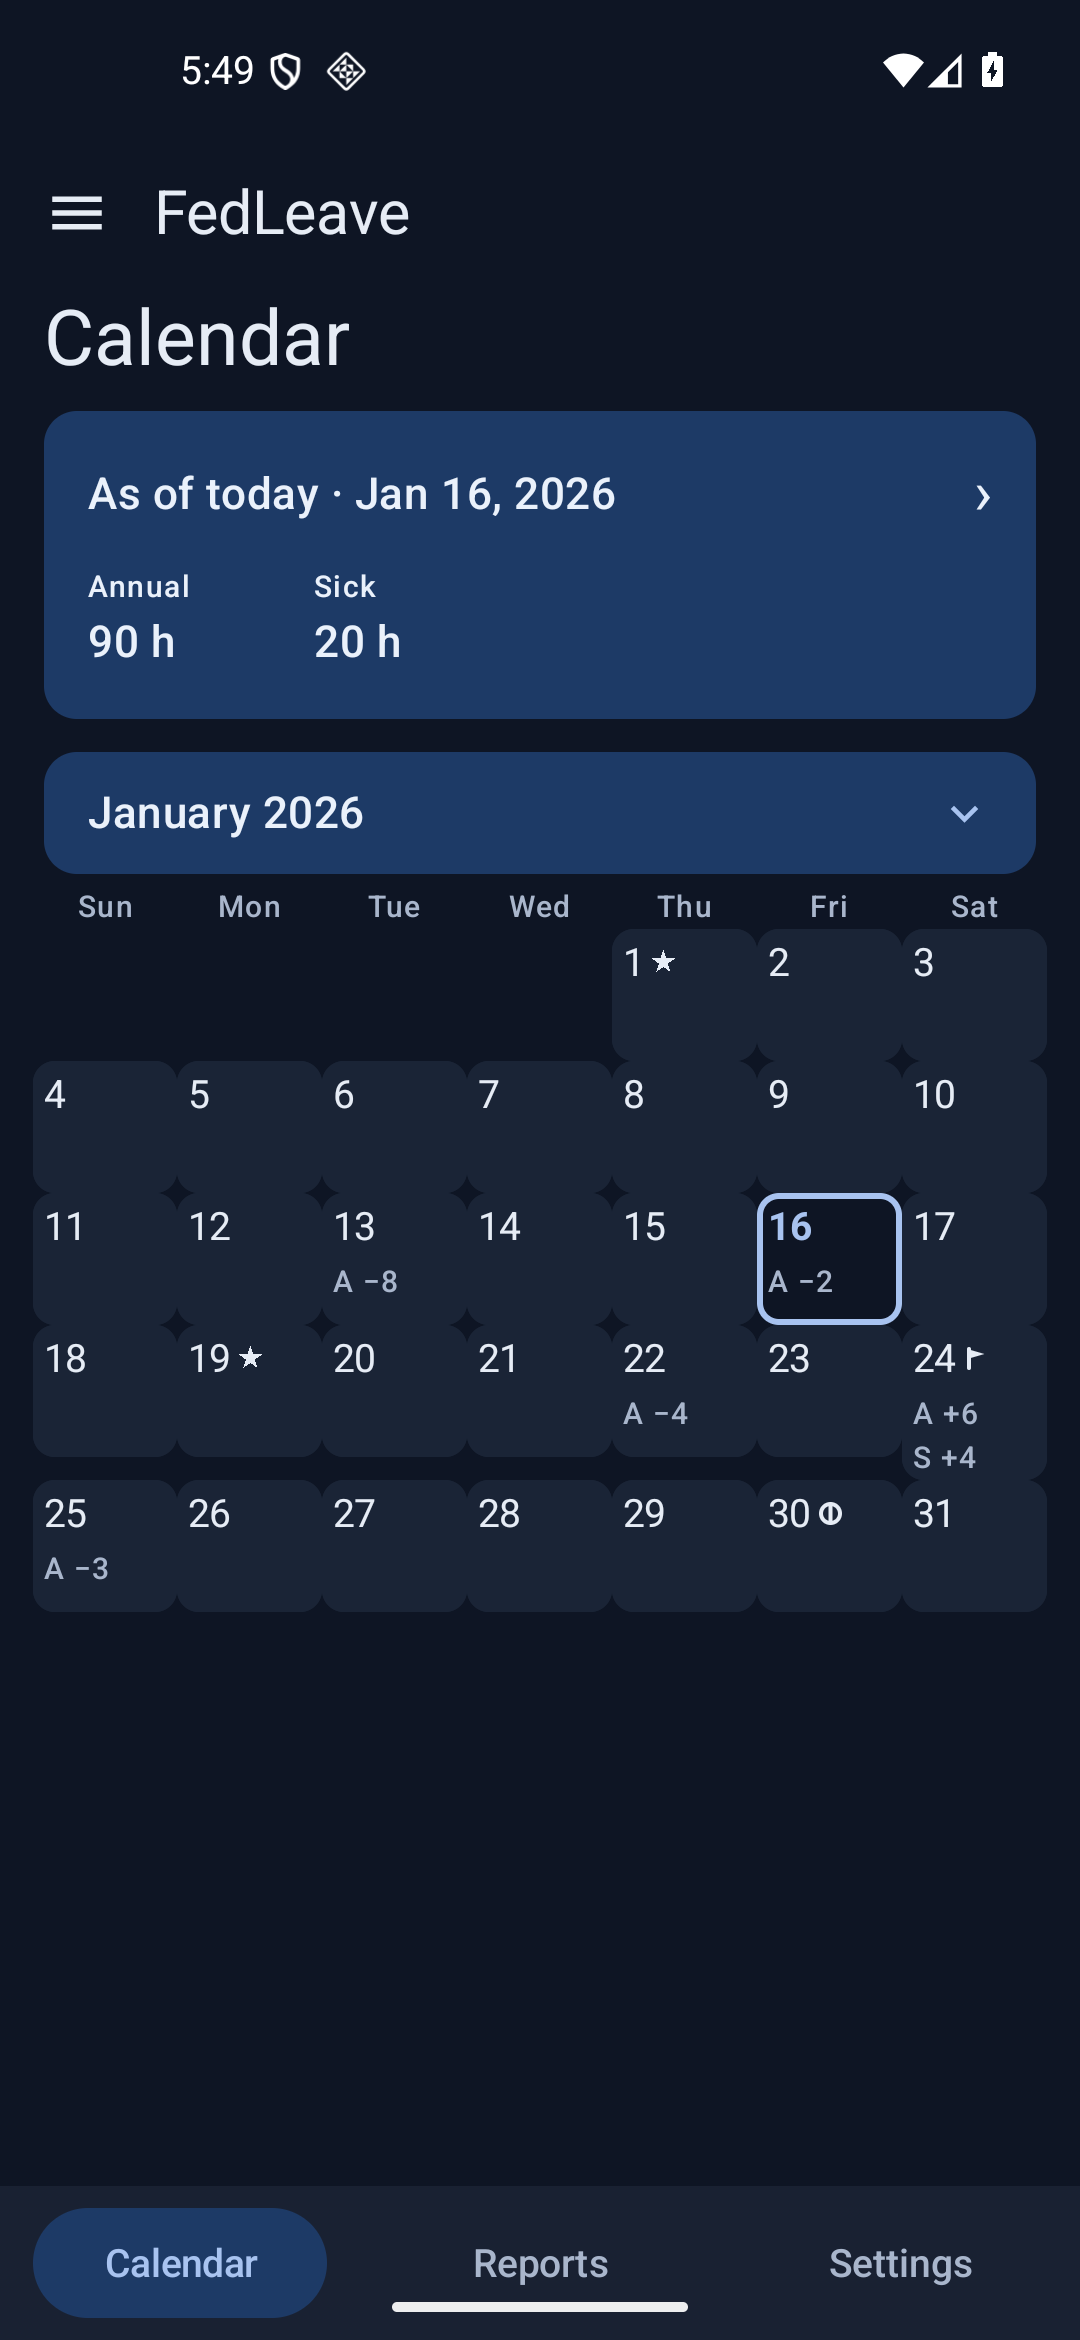 5:49
FedLeave
Calendar
As of today · Jan 16, 2026 ›
Annual Sick
90 h 20 h
January 2026
Sun Mon Tue Wed Thu Fri Sat
1 ★ 2 3
4 5 6 7 8 9 10
11 12 13 14 15 16 17
A −8 A −2
18 19 ★ 20 21 22 23 24
A −4 A +6
S +4
25 26 27 28 29 30 31
A −3
Calendar Reports Settings